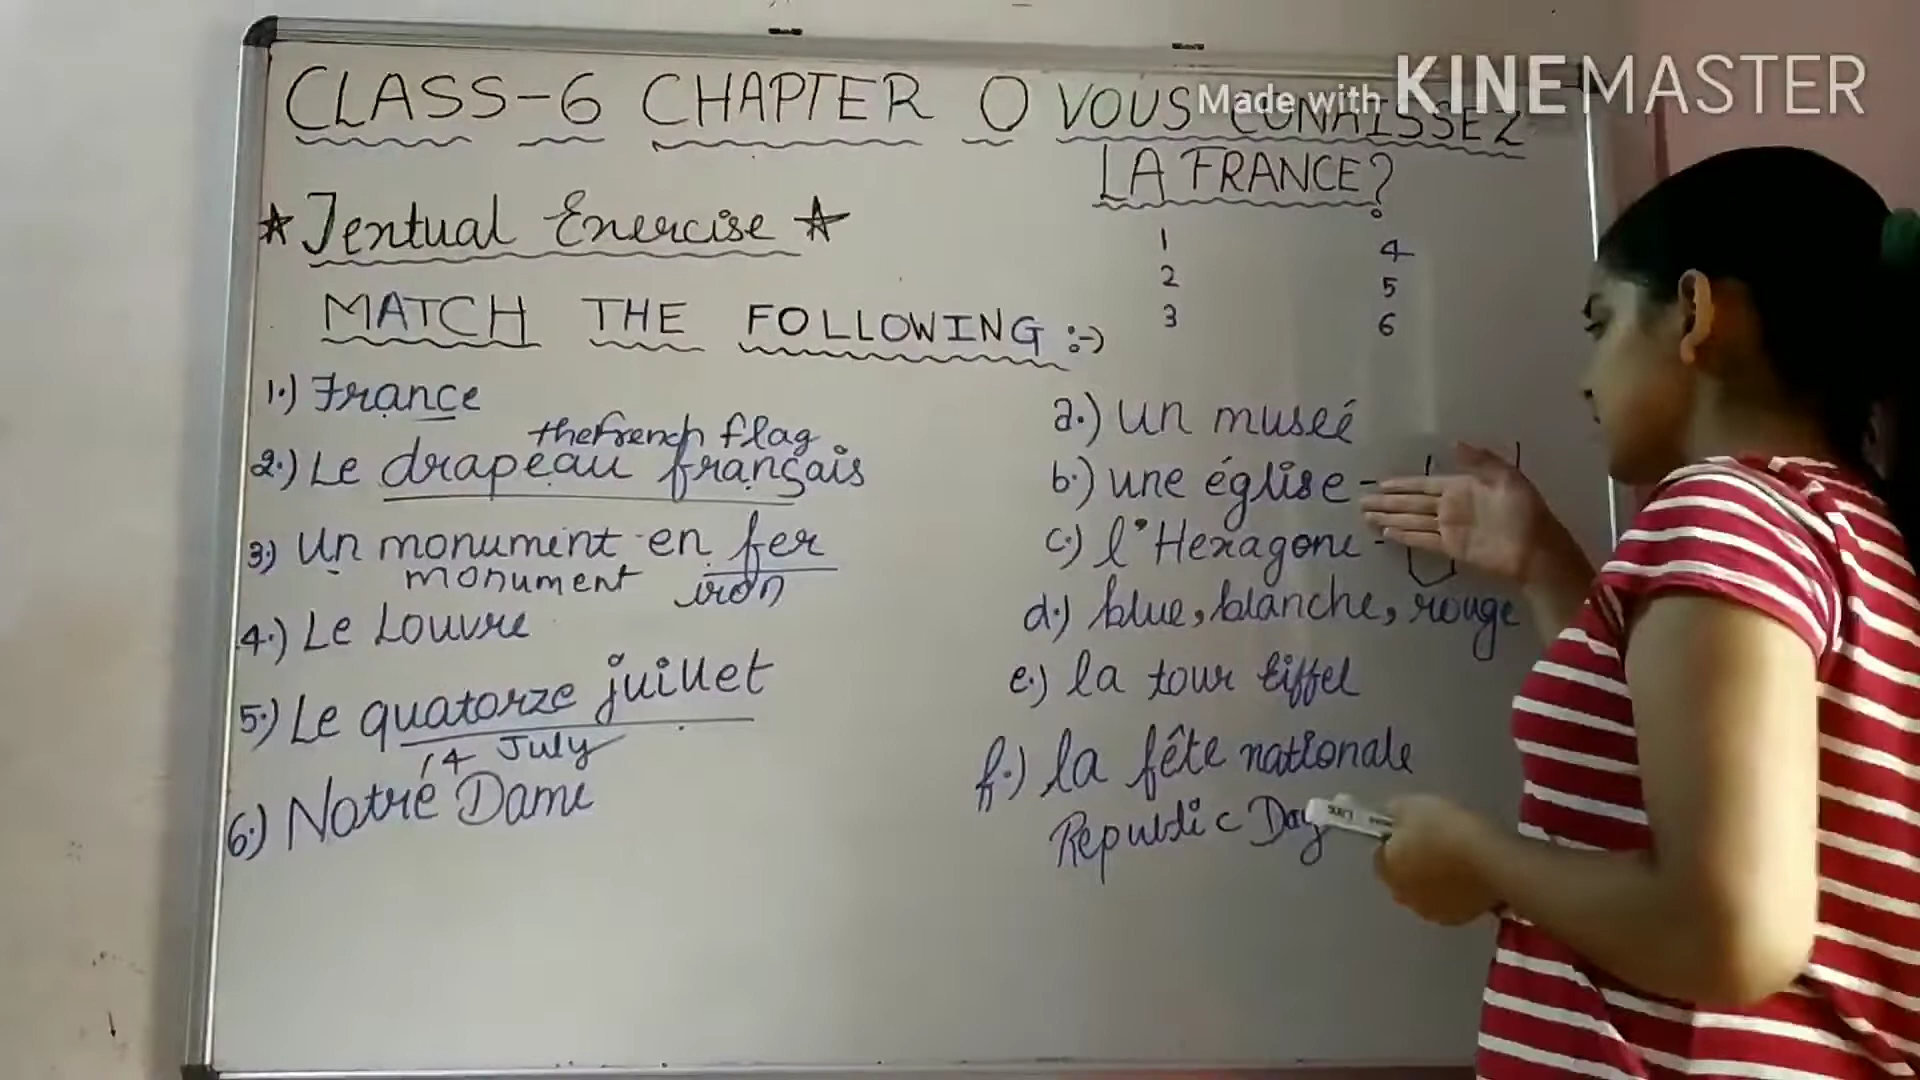 Made with KINEMASTER
CLASS-6 CHAPTER 0 VOUS CONNAISSEZ
LA FRANCE?
★ Textual Exercise ★
1 4
2 5
3 6
MATCH THE FOLLOWING :-)
1.) France
the French flag
2.) Le drapeau français
3.) Un monument en fer
monument iron
4.) Le Louvre
5.) Le quatorze juillet
14 July
6.) Notré Dame
a.) un museé
b.) une église -
c.) l'Hexagone -
d.) blue, blanche, rouge
e.) la tour Eiffel
f.) la fête nationale
Republic Day